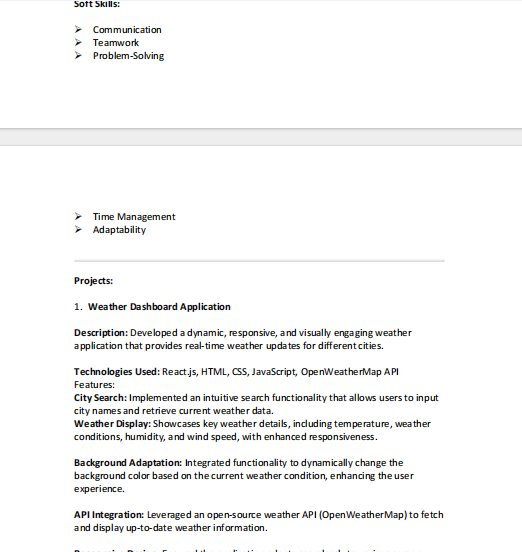 Soft Skills:
➢ Communication
➢ Teamwork
➢ Problem-Solving
➢ Time Management
➢ Adaptability
Projects:
1. Weather Dashboard Application
Description: Developed a dynamic, responsive, and visually engaging weather
application that provides real-time weather updates for different cities.
Technologies Used: React.js, HTML, CSS, JavaScript, OpenWeatherMap API
Features:
City Search: Implemented an intuitive search functionality that allows users to input
city names and retrieve current weather data.
Weather Display: Showcases key weather details, including temperature, weather
conditions, humidity, and wind speed, with enhanced responsiveness.
Background Adaptation: Integrated functionality to dynamically change the
background color based on the current weather condition, enhancing the user
experience.
API Integration: Leveraged an open-source weather API (OpenWeatherMap) to fetch
and display up-to-date weather information.